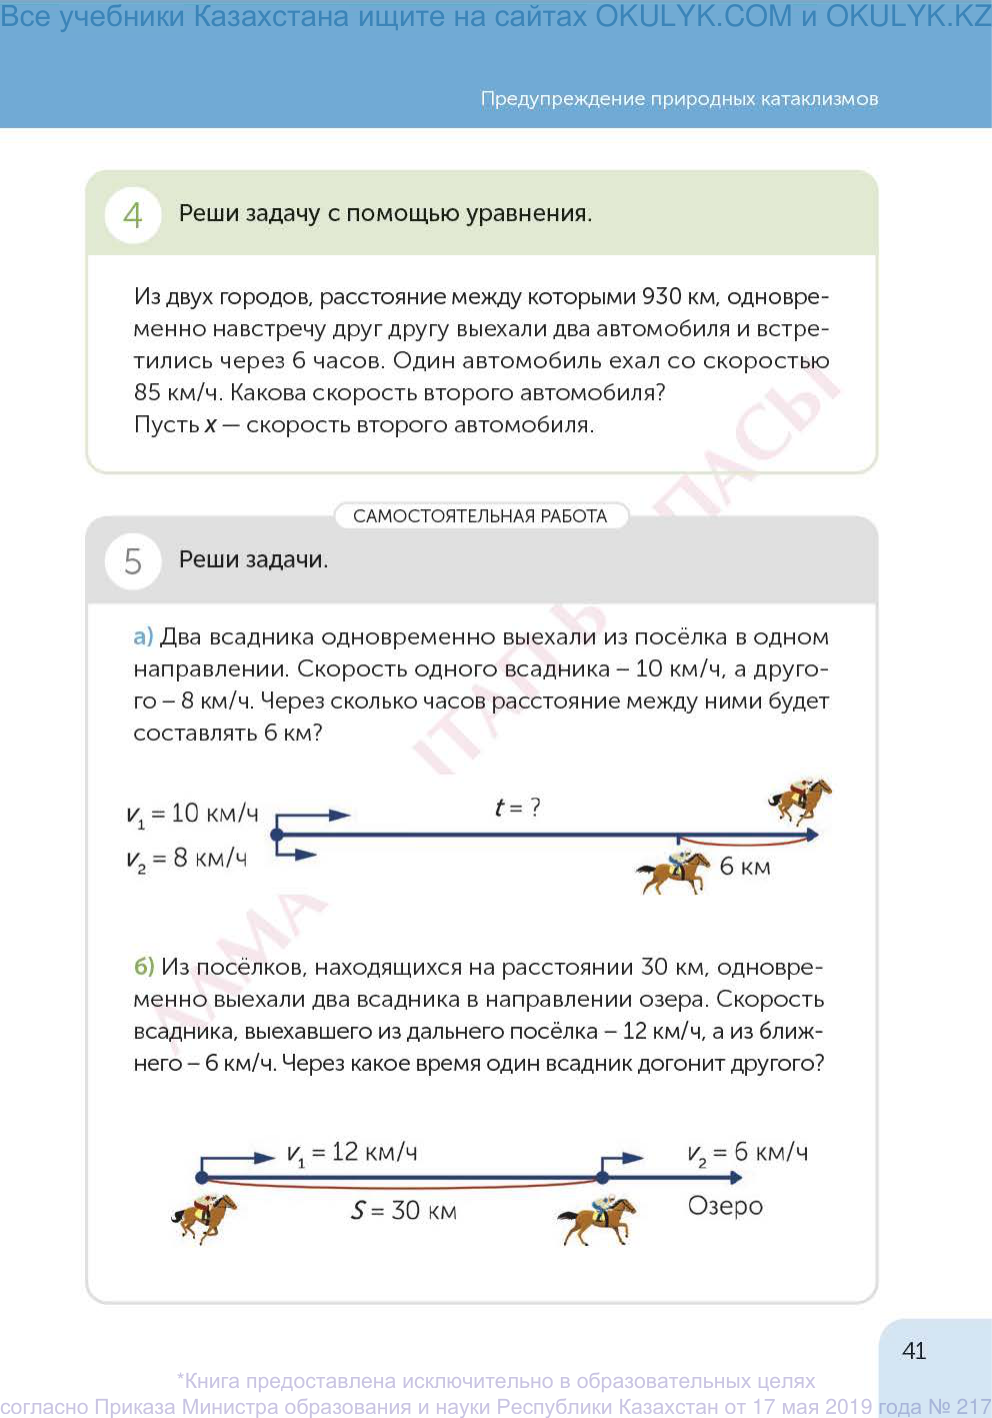 Все учебники Казахстана ищите на сайтах OKULYK.COM и OKULYK.KZ
Предупреждение природных катаклизмов
4 Реши задачу с помощью уравнения.
Из двух городов, расстояние между которыми 930 км, одновре-
менно навстречу друг другу выехали два автомобиля и встре-
тились через 6 часов. Один автомобиль ехал со скоростью
85 км/ч. Какова скорость второго автомобиля?
Пусть x — скорость второго автомобиля.
САМОСТОЯТЕЛЬНАЯ РАБОТА
5 Реши задачи.
а) Два всадника одновременно выехали из посёлка в одном
направлении. Скорость одного всадника – 10 км/ч, а друго-
го – 8 км/ч. Через сколько часов расстояние между ними будет
составлять 6 км?
v₁ = 10 км/ч
t = ?
v₂ = 8 км/ч
6 км
б) Из посёлков, находящихся на расстоянии 30 км, одновре-
менно выехали два всадника в направлении озера. Скорость
всадника, выехавшего из дальнего посёлка – 12 км/ч, а из ближ-
него – 6 км/ч. Через какое время один всадник догонит другого?
v₁ = 12 км/ч
v₂ = 6 км/ч
S = 30 км
Озеро
41
*Книга предоставлена исключительно в образовательных целях
согласно Приказа Министра образования и науки Республики Казахстан от 17 мая 2019 года № 217